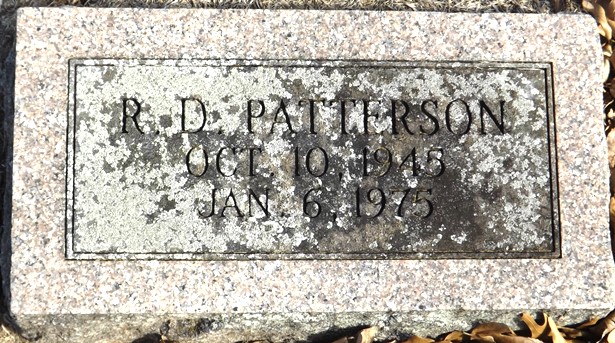 R. D. PATTERSON
OCT. 10, 1945
JAN. 6, 1975